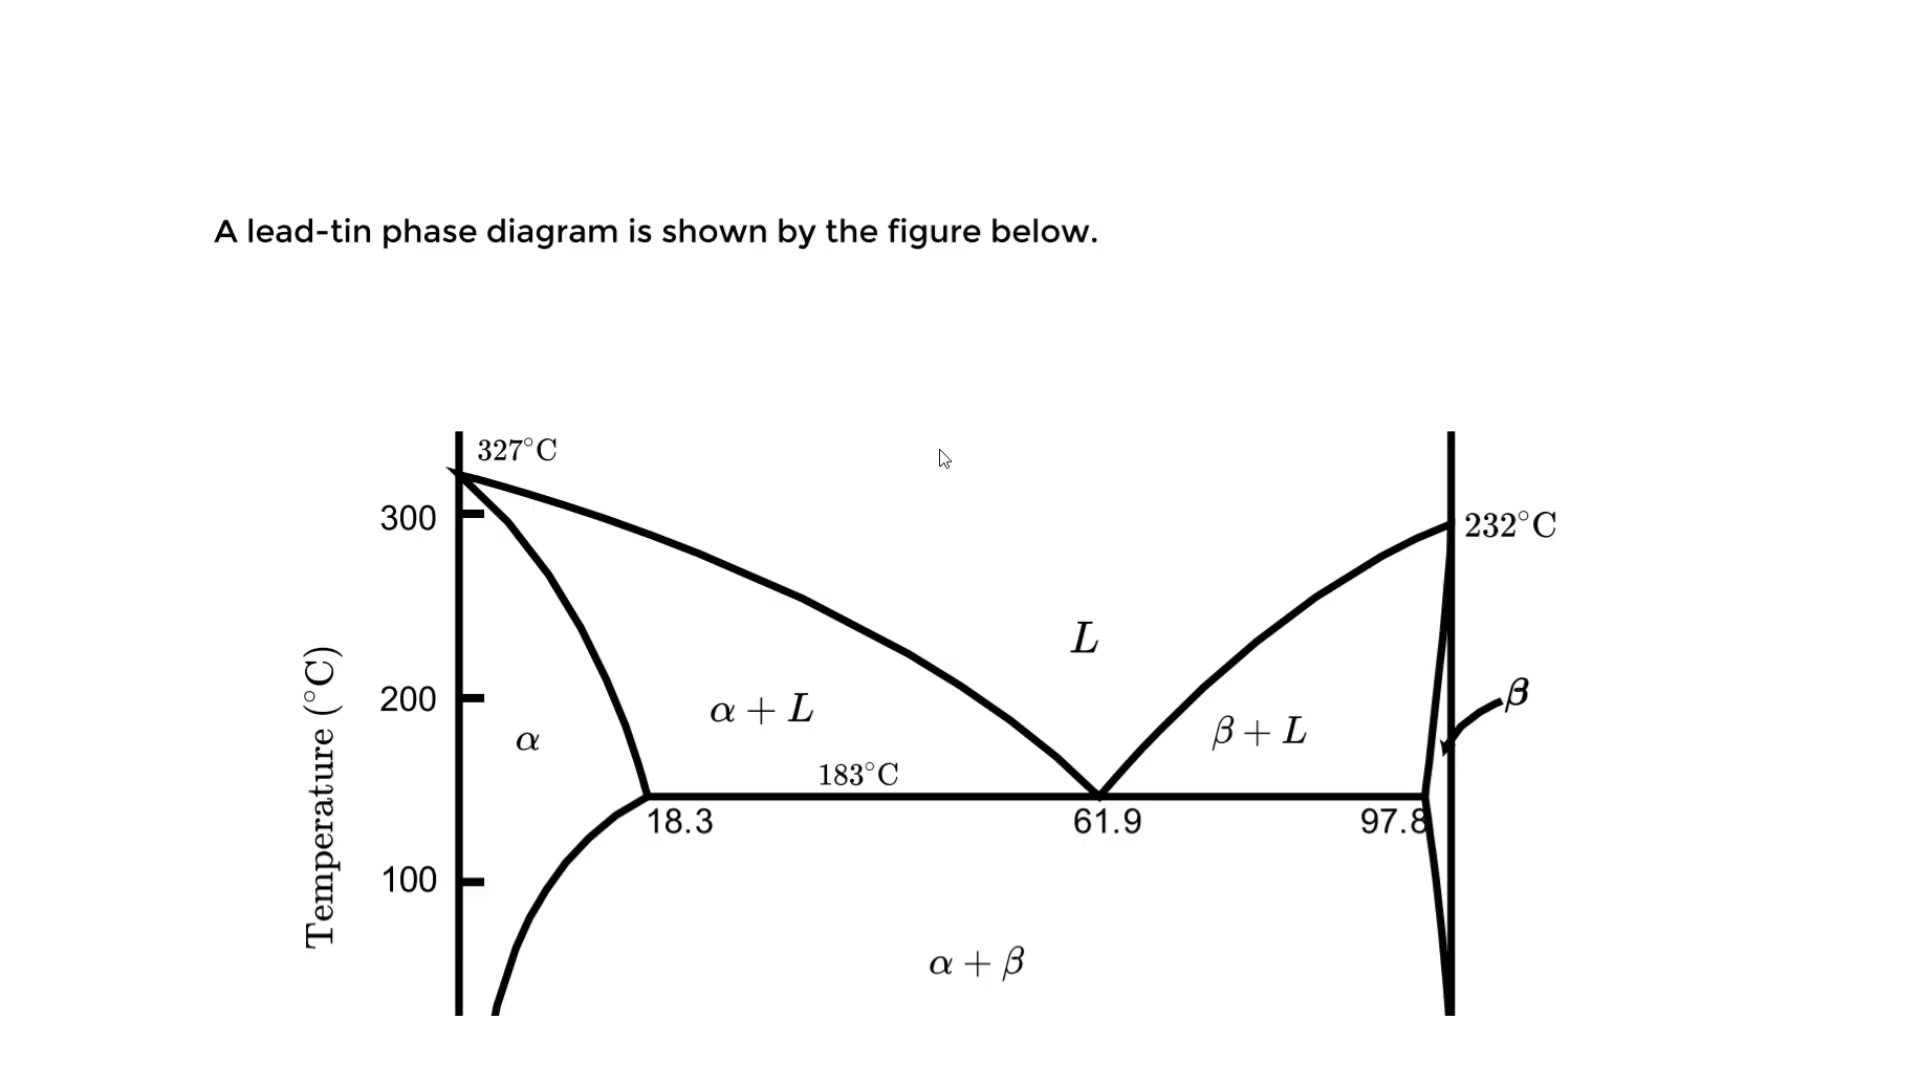 A lead-tin phase diagram is shown by the figure below.
327°C
300
232°C
L
200
β
α + L
β + L
α
183°C
18.3
61.9
97.8
Temperature (°C)
100
α + β